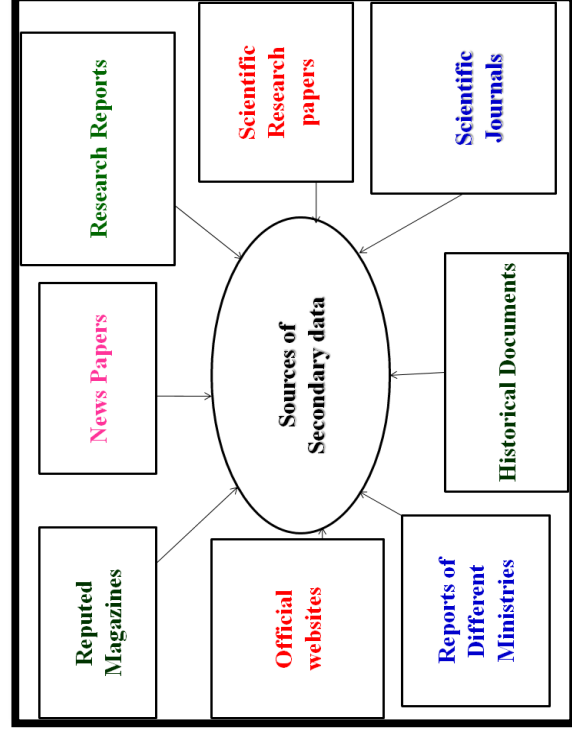 Reputed
Magazines
News Papers
Research Reports
Official
websites
Sources of
Secondary data
Scientific
Research
papers
Reports of
Different
Ministries
Historical Documents
Scientific
Journals